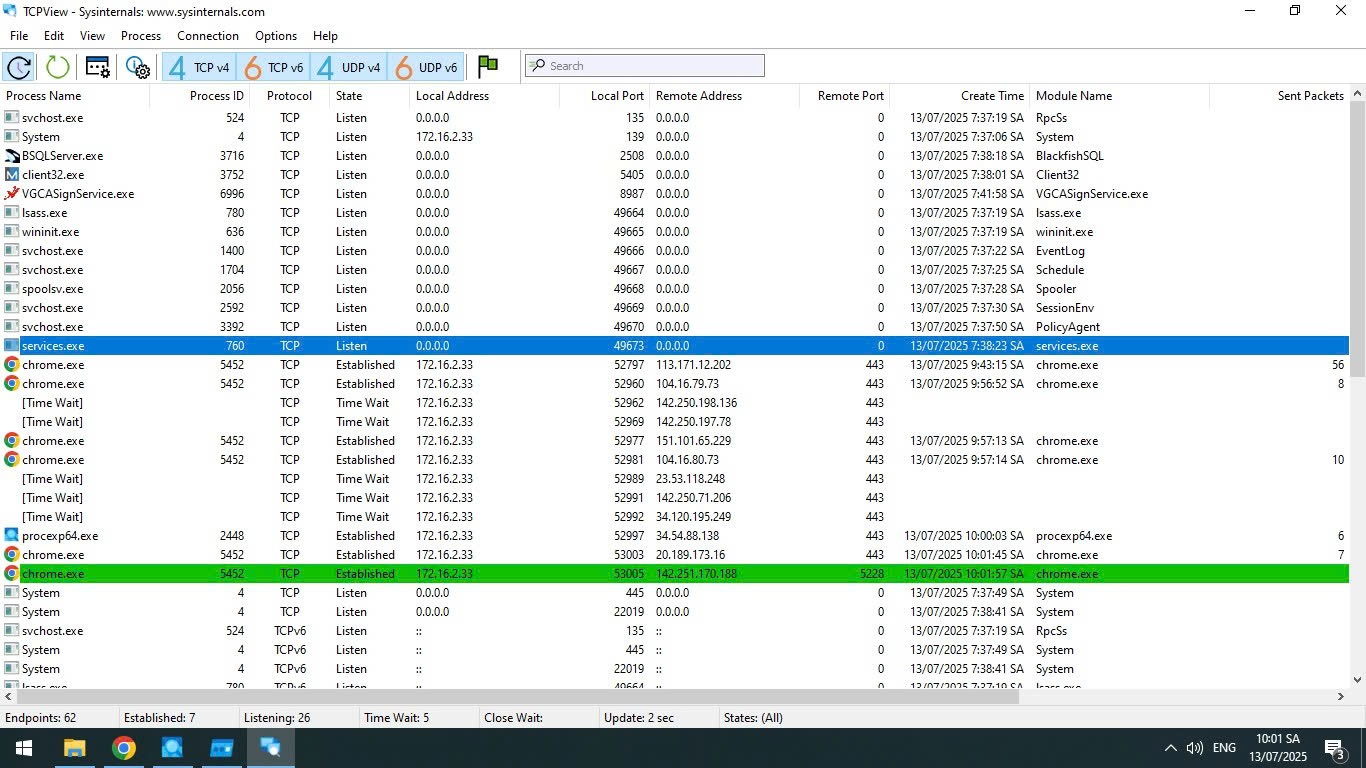 TCPView - Sysinternals: www.sysinternals.com
File Edit View Process Connection Options Help
4 TCP v4 6 TCP v6 4 UDP v4 6 UDP v6 Search
Process Name Process ID Protocol State Local Address Local Port Remote Address Remote Port Create Time Module Name Sent Packets
svchost.exe 524 TCP Listen 0.0.0.0 135 0.0.0.0 0 13/07/2025 7:37:19 SA RpcSs
System 4 TCP Listen 172.16.2.33 139 0.0.0.0 0 13/07/2025 7:37:06 SA System
BSQLServer.exe 3716 TCP Listen 0.0.0.0 2508 0.0.0.0 0 13/07/2025 7:38:18 SA BlackfishSQL
client32.exe 3752 TCP Listen 0.0.0.0 5405 0.0.0.0 0 13/07/2025 7:38:01 SA Client32
VGCASignService.exe 6996 TCP Listen 0.0.0.0 8987 0.0.0.0 0 13/07/2025 7:41:58 SA VGCASignService.exe
lsass.exe 780 TCP Listen 0.0.0.0 49664 0.0.0.0 0 13/07/2025 7:37:19 SA lsass.exe
wininit.exe 636 TCP Listen 0.0.0.0 49665 0.0.0.0 0 13/07/2025 7:37:19 SA wininit.exe
svchost.exe 1400 TCP Listen 0.0.0.0 49666 0.0.0.0 0 13/07/2025 7:37:22 SA EventLog
svchost.exe 1704 TCP Listen 0.0.0.0 49667 0.0.0.0 0 13/07/2025 7:37:25 SA Schedule
spoolsv.exe 2056 TCP Listen 0.0.0.0 49668 0.0.0.0 0 13/07/2025 7:37:28 SA Spooler
svchost.exe 2592 TCP Listen 0.0.0.0 49669 0.0.0.0 0 13/07/2025 7:37:30 SA SessionEnv
svchost.exe 3392 TCP Listen 0.0.0.0 49670 0.0.0.0 0 13/07/2025 7:37:50 SA PolicyAgent
services.exe 760 TCP Listen 0.0.0.0 49673 0.0.0.0 0 13/07/2025 7:38:23 SA services.exe
chrome.exe 5452 TCP Established 172.16.2.33 52797 113.171.12.202 443 13/07/2025 9:43:15 SA chrome.exe 56
chrome.exe 5452 TCP Established 172.16.2.33 52960 104.16.79.73 443 13/07/2025 9:56:52 SA chrome.exe 8
[Time Wait] TCP Time Wait 172.16.2.33 52962 142.250.198.136 443
[Time Wait] TCP Time Wait 172.16.2.33 52969 142.250.197.78 443
chrome.exe 5452 TCP Established 172.16.2.33 52977 151.101.65.229 443 13/07/2025 9:57:13 SA chrome.exe
chrome.exe 5452 TCP Established 172.16.2.33 52981 104.16.80.73 443 13/07/2025 9:57:14 SA chrome.exe 10
[Time Wait] TCP Time Wait 172.16.2.33 52989 23.53.118.248 443
[Time Wait] TCP Time Wait 172.16.2.33 52991 142.250.71.206 443
[Time Wait] TCP Time Wait 172.16.2.33 52992 34.120.195.249 443
procexp64.exe 2448 TCP Established 172.16.2.33 52997 34.54.88.138 443 13/07/2025 10:00:03 SA procexp64.exe 6
chrome.exe 5452 TCP Established 172.16.2.33 53003 20.189.173.16 443 13/07/2025 10:01:45 SA chrome.exe 7
chrome.exe 5452 TCP Established 172.16.2.33 53005 142.251.170.188 5228 13/07/2025 10:01:57 SA chrome.exe
System 4 TCP Listen 0.0.0.0 445 0.0.0.0 0 13/07/2025 7:37:49 SA System
System 4 TCP Listen 0.0.0.0 22019 0.0.0.0 0 13/07/2025 7:38:41 SA System
svchost.exe 524 TCPv6 Listen :: 135 :: 0 13/07/2025 7:37:19 SA RpcSs
System 4 TCPv6 Listen :: 445 :: 0 13/07/2025 7:37:49 SA System
System 4 TCPv6 Listen :: 22019 :: 0 13/07/2025 7:38:41 SA System
lsass.exe 780 TCPv6 Listen :: 49664 :: 0 13/07/2025 7:37:19 SA lsass.exe
Endpoints: 62 Established: 7 Listening: 26 Time Wait: 5 Close Wait: Update: 2 sec States: (All)
ENG 10:01 SA
13/07/2025 3